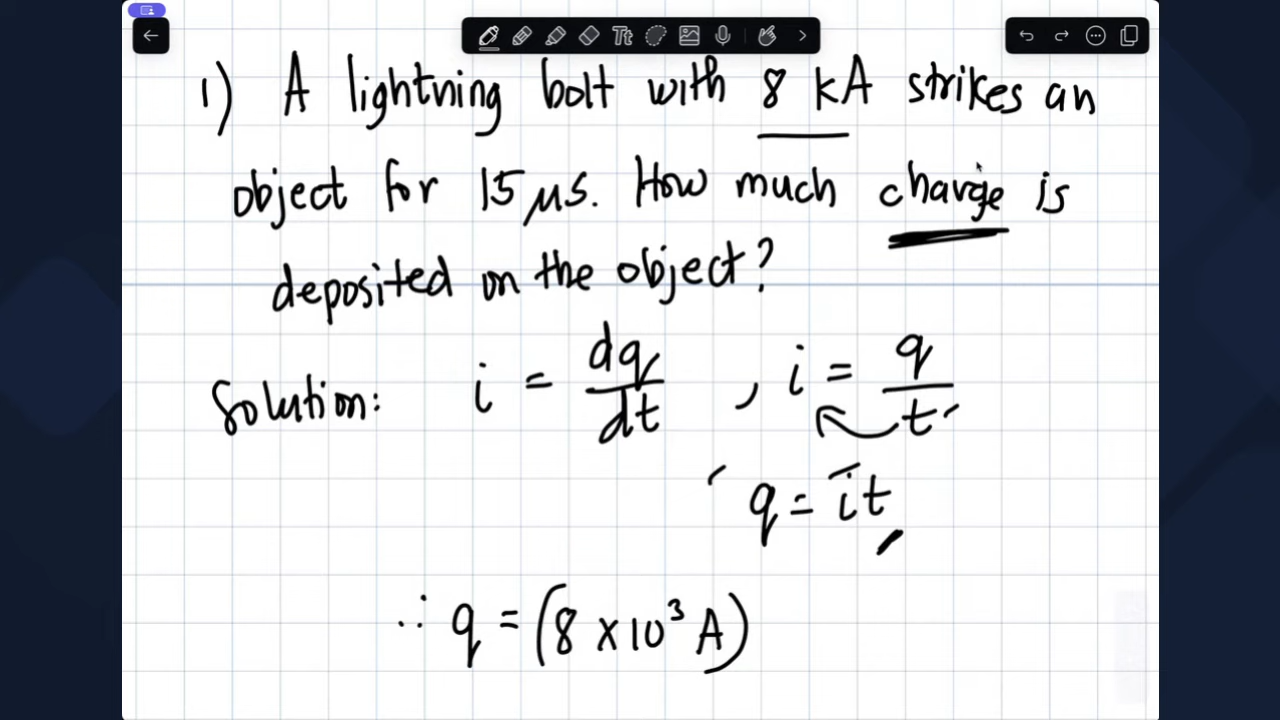 Tt
1) A lightning bolt with 8 kA strikes an
object for 15 μs. How much charge is
deposited on the object?
Solution: i = dq/dt , i = q/t
q = it
∴ q = (8 x 10³ A)